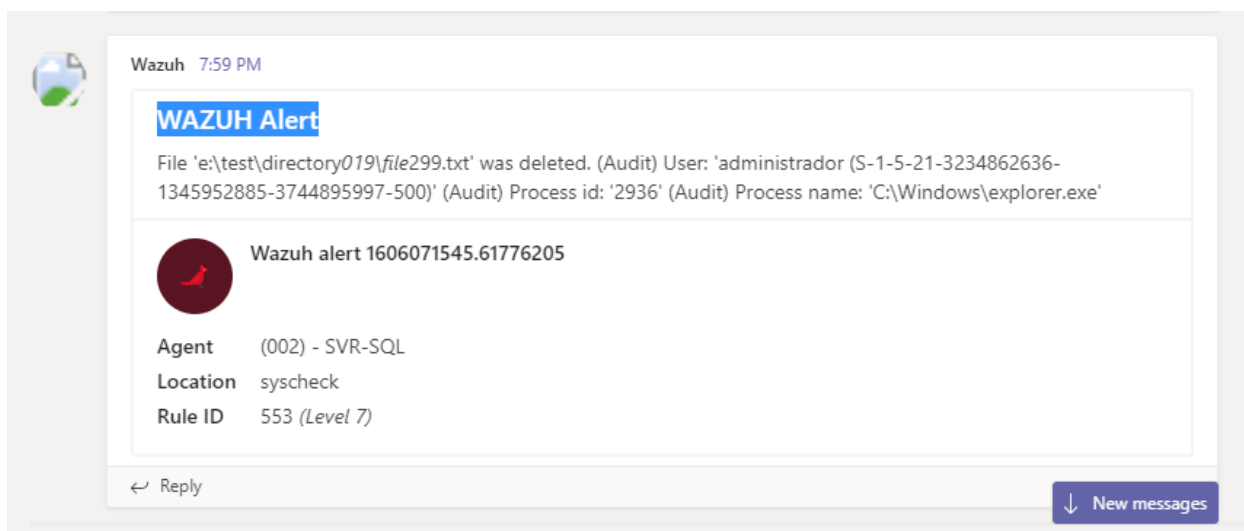 Wazuh 7:59 PM
WAZUH Alert
File 'e:\test\directory019\file299.txt' was deleted. (Audit) User: 'administrador (S-1-5-21-3234862636-
1345952885-3744895997-500)' (Audit) Process id: '2936' (Audit) Process name: 'C:\Windows\explorer.exe'
Wazuh alert 1606071545.61776205
Agent (002) - SVR-SQL
Location syscheck
Rule ID 553 (Level 7)
Reply
New messages